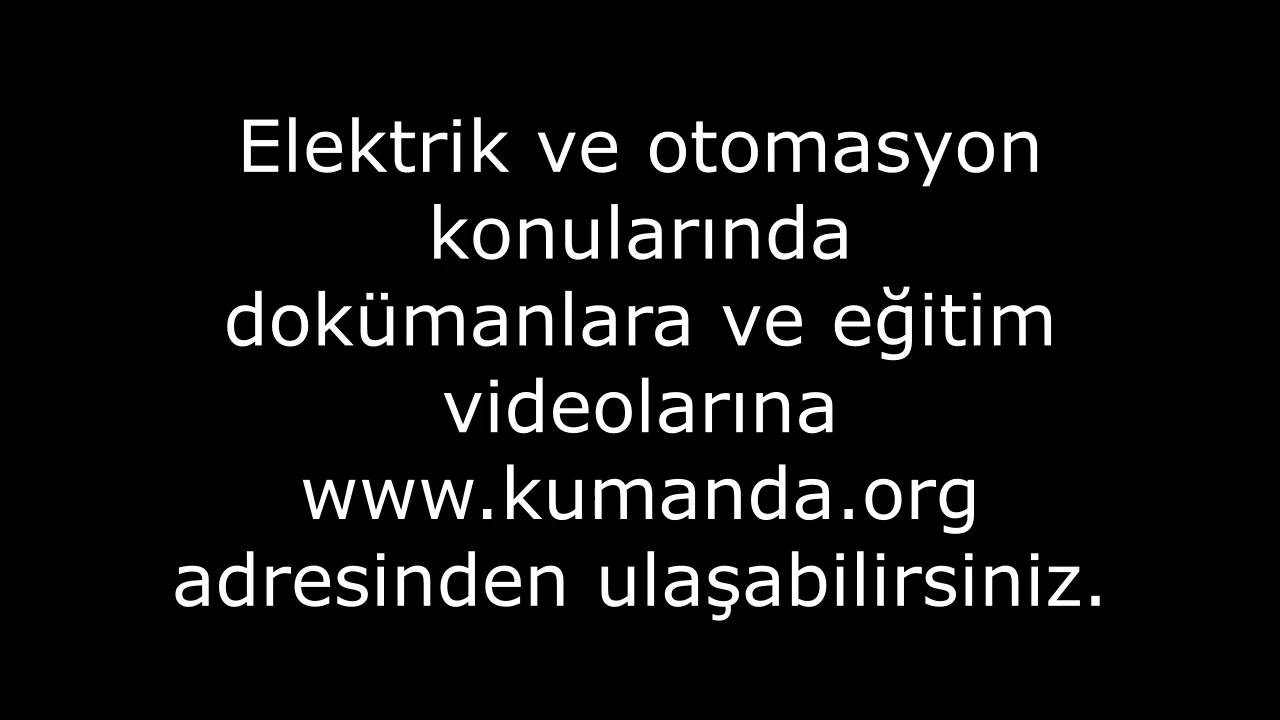 Elektrik ve otomasyon
konularında
dokümanlara ve eğitim
videolarına
www.kumanda.org
adresinden ulaşabilirsiniz.